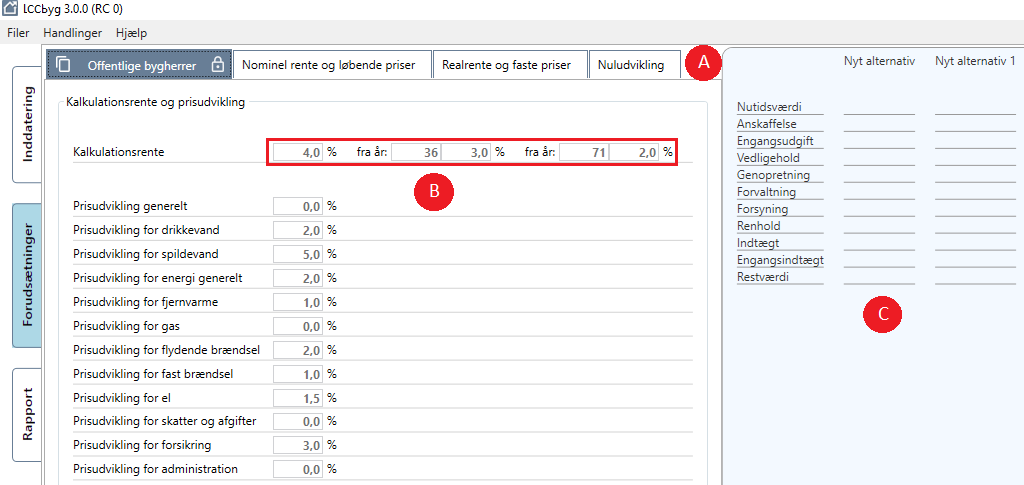 LCCbyg 3.0.0 (RC 0)
Filer Handlinger Hjælp
Inddatering
Forudsætninger
Rapport
Offentlige bygherrer Nominel rente og løbende priser Realrente og faste priser Nuludvikling A
Kalkulationsrente og prisudvikling
Kalkulationsrente 4,0 % fra år: 36 3,0 % fra år: 71 2,0 %
B
Prisudvikling generelt 0,0 %
Prisudvikling for drikkevand 2,0 %
Prisudvikling for spildevand 5,0 %
Prisudvikling for energi generelt 2,0 %
Prisudvikling for fjernvarme 1,0 %
Prisudvikling for gas 0,0 %
Prisudvikling for flydende brændsel 2,0 %
Prisudvikling for fast brændsel 1,0 %
Prisudvikling for el 1,5 %
Prisudvikling for skatter og afgifter 0,0 %
Prisudvikling for forsikring 3,0 %
Prisudvikling for administration 0,0 %
Nyt alternativ Nyt alternativ 1
Nutidsværdi
Anskaffelse
Engangsudgift
Vedligehold
Genopretning
Forvaltning
Forsyning
Renhold
Indtægt
Engangsindtægt
Restværdi
C